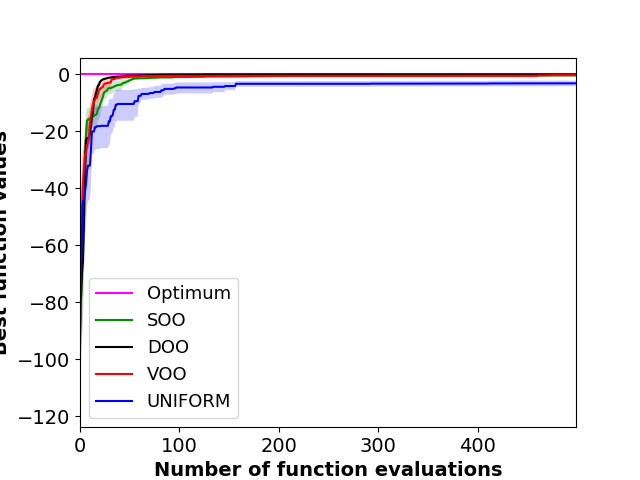 0
−20
−40
−60
−80
−100
−120
Best function values
Optimum
SOO
DOO
VOO
UNIFORM
0 100 200 300 400
Number of function evaluations